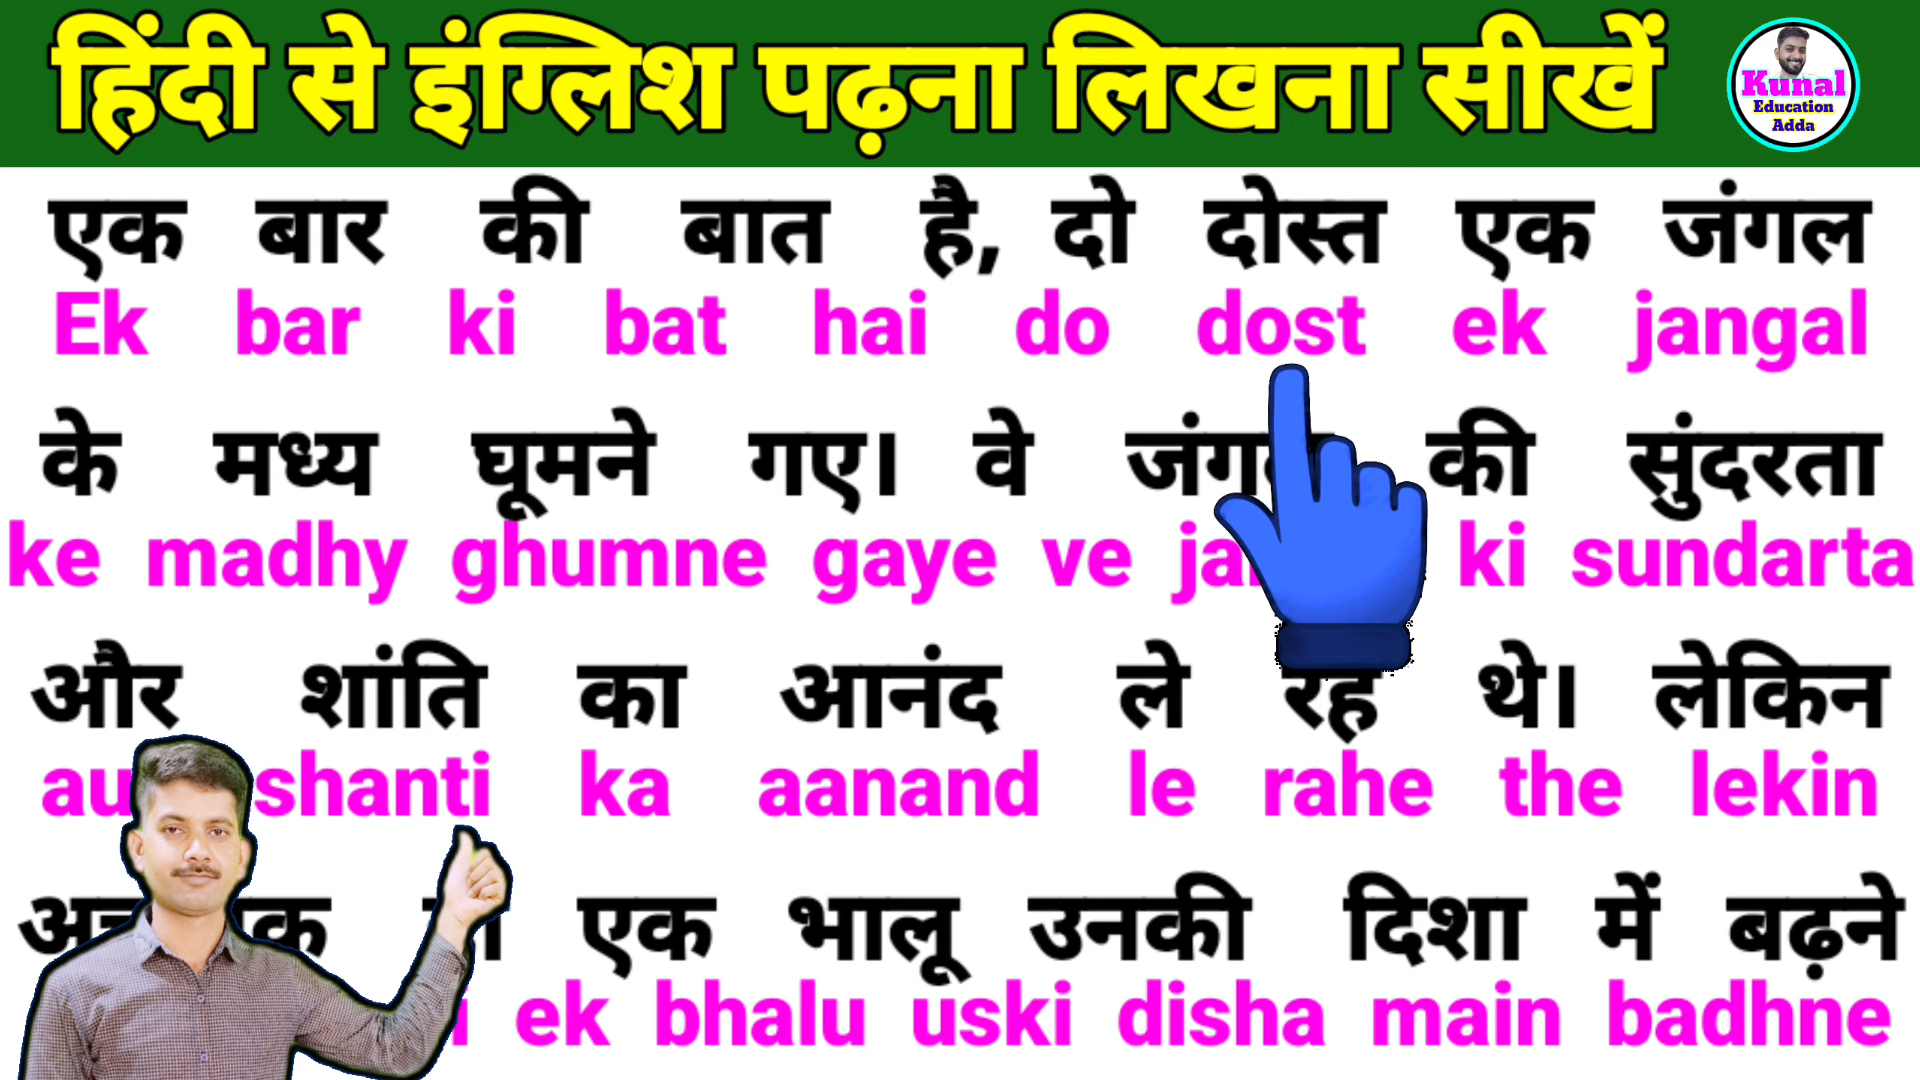 हिंदी से इंग्लिश पढ़ना लिखना सीखें
Kunal
Education
Adda
एक बार की बात है, दो दोस्त एक जंगल
Ek bar ki bat hai do dost ek jangal
के मध्य घूमने गए। वे की सुंदरता
ke madhy ghumne gaye ve ki sundarta
और शांति का आनंद ले थे। लेकिन
shanti ka aanand le rahe the lekin
एक भालू उनकी दिशा में बढ़ने
ek bhalu uski disha main badhne